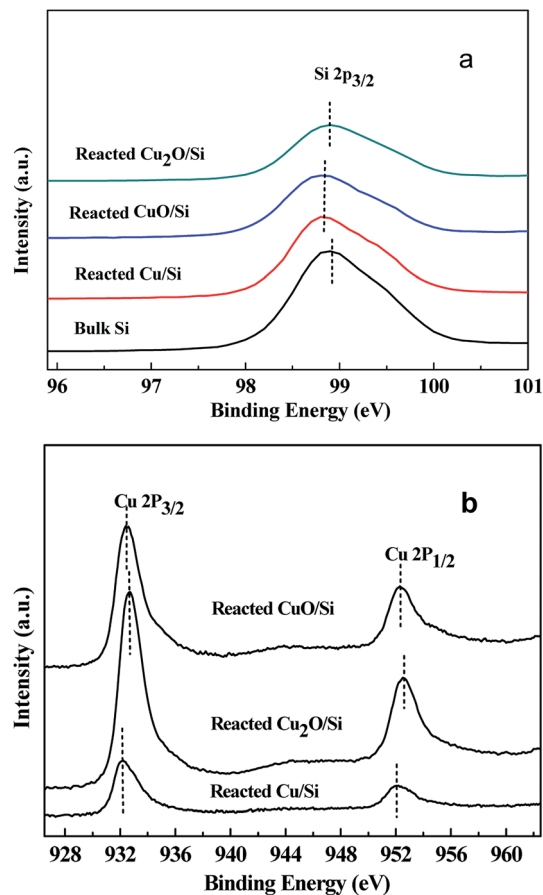 a
Si 2p3/2
Reacted Cu2O/Si
Reacted CuO/Si
Reacted Cu/Si
Bulk Si
Intensity (a.u.)
96 97 98 99 100 101
Binding Energy (eV)
b
Cu 2P3/2
Cu 2P1/2
Reacted CuO/Si
Reacted Cu2O/Si
Reacted Cu/Si
Intensity (a.u.)
928 932 936 940 944 948 952 956 960
Binding Energy (eV)